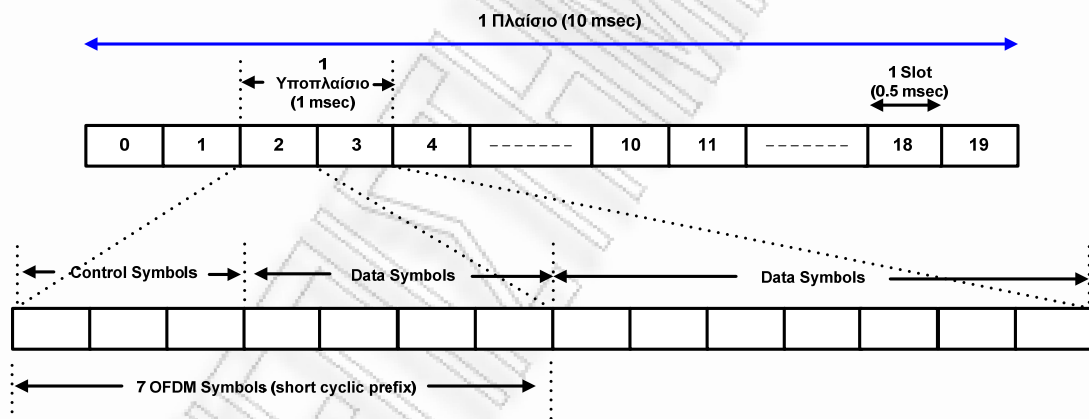 1 Πλαίσιο (10 msec)
1
Υποπλαίσιο
(1 msec)
1 Slot
(0.5 msec)
0 1 2 3 4 ------- 10 11 ------- 18 19
Control Symbols Data Symbols Data Symbols
7 OFDM Symbols (short cyclic prefix)